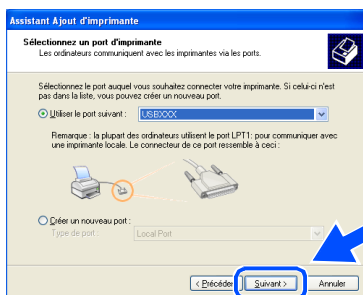 Assistant Ajout d'imprimante
Sélectionnez un port d'imprimante
Les ordinateurs communiquent avec les imprimantes via les ports.
Sélectionnez le port auquel vous souhaitez connecter votre imprimante. Si celui-ci n'est
pas dans la liste, vous pouvez créer un nouveau port.
Utiliser le port suivant : USBXXX
Remarque : la plupart des ordinateurs utilisent le port LPT1: pour communiquer avec
une imprimante locale. Le connecteur de ce port ressemble à ceci :
Créer un nouveau port :
Type de port : Local Port
< Précéden Suivant > Annuler